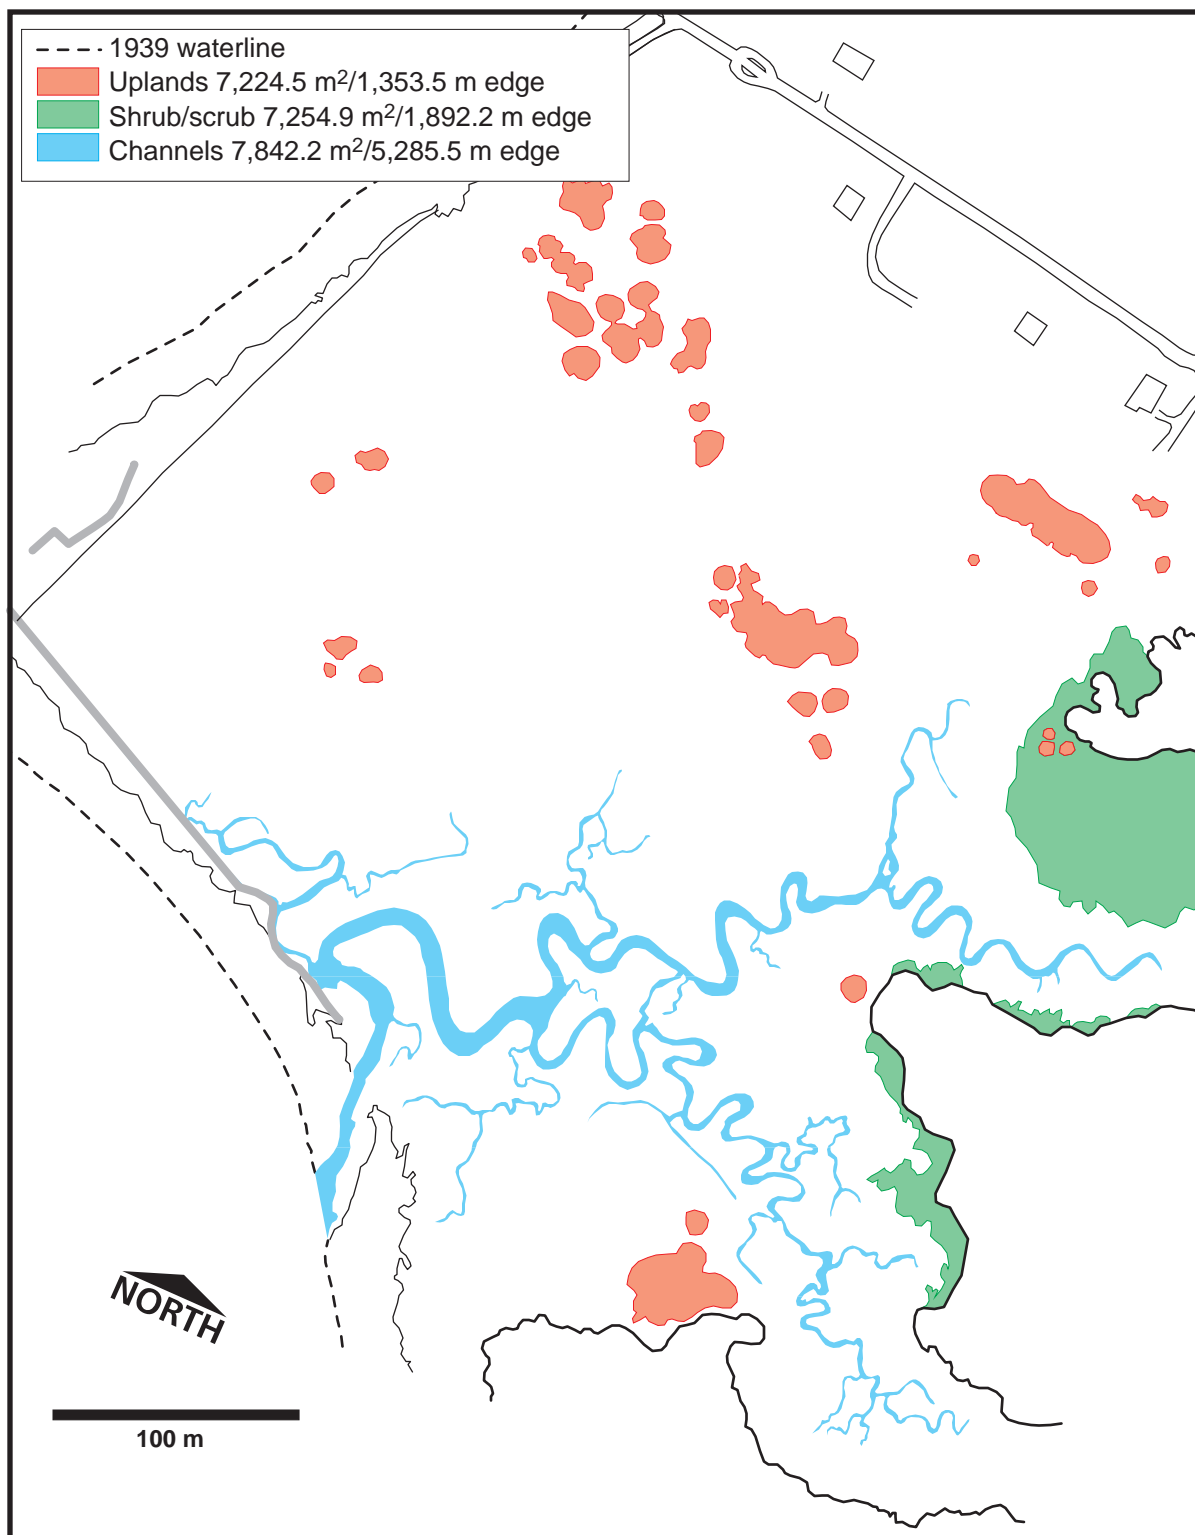 1939 waterline
Uplands 7,224.5 m²/1,353.5 m edge
Shrub/scrub 7,254.9 m²/1,892.2 m edge
Channels 7,842.2 m²/5,285.5 m edge
NORTH
100 m